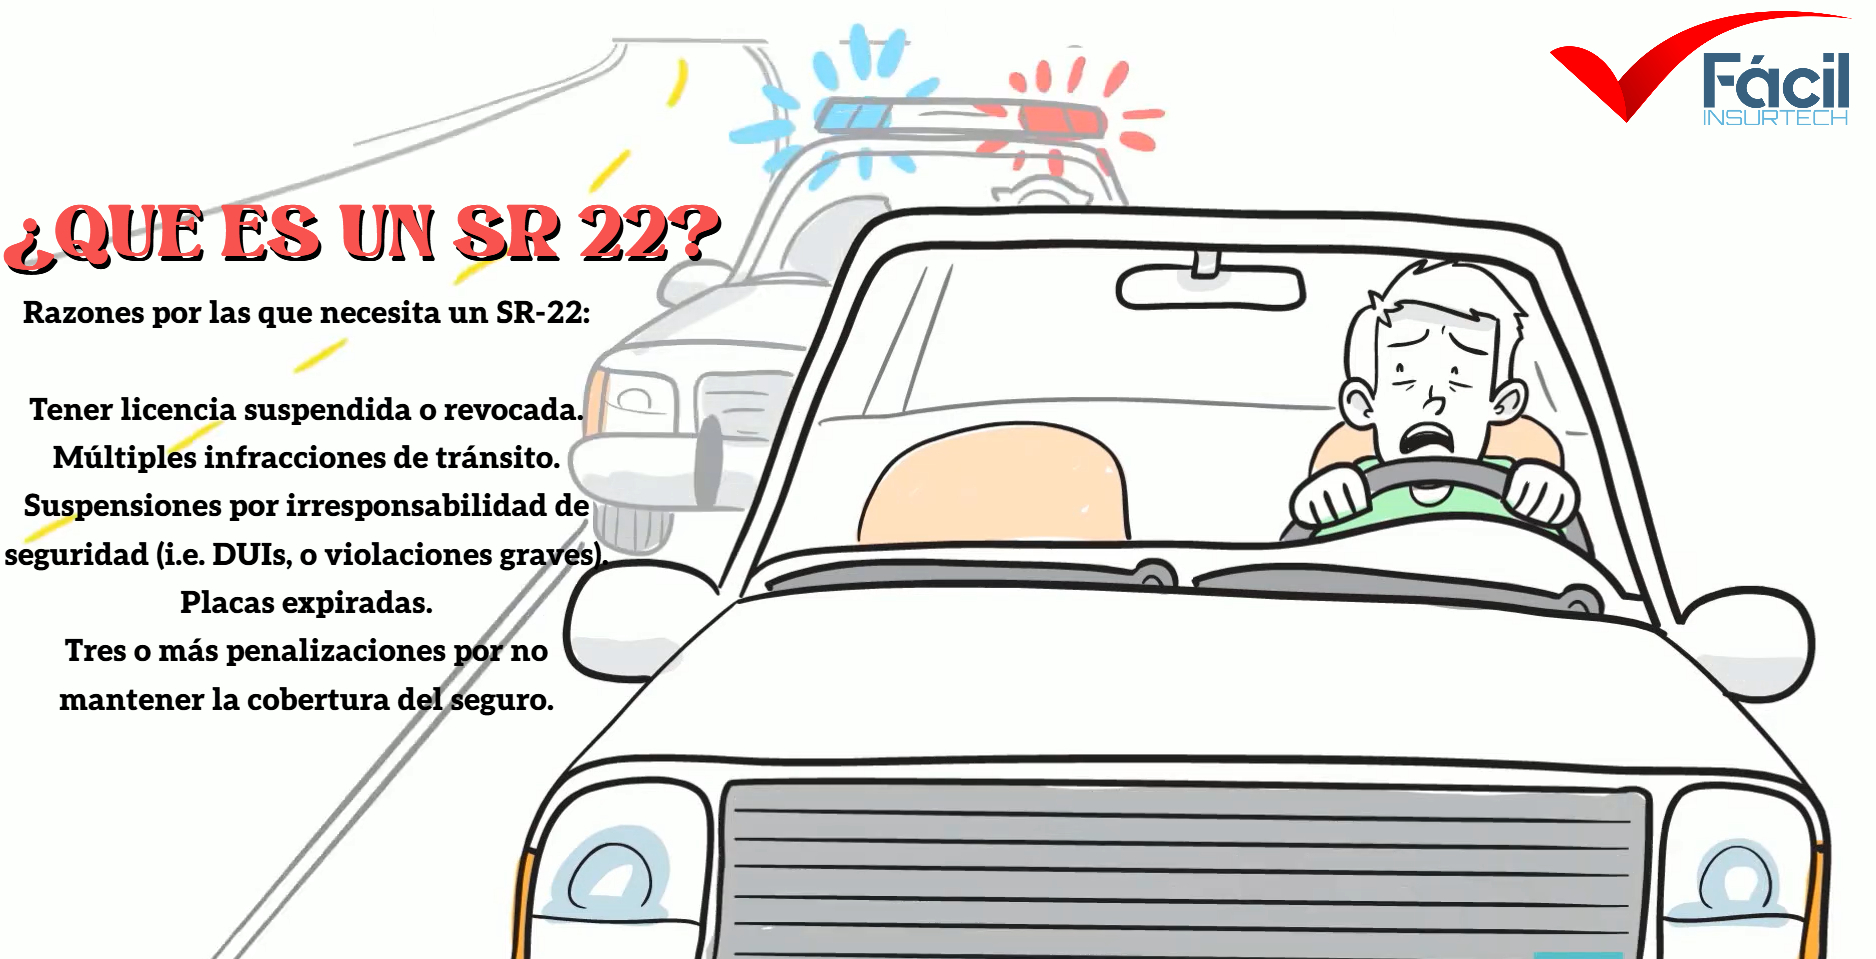 Fácil
INSURTECH
¿QUE ES UN SR 22?
Razones por las que necesita un SR-22:
Tener licencia suspendida o revocada.
Múltiples infracciones de tránsito.
Suspensiones por irresponsabilidad de
seguridad (i.e. DUIs, o violaciones graves).
Placas expiradas.
Tres o más penalizaciones por no
mantener la cobertura del seguro.